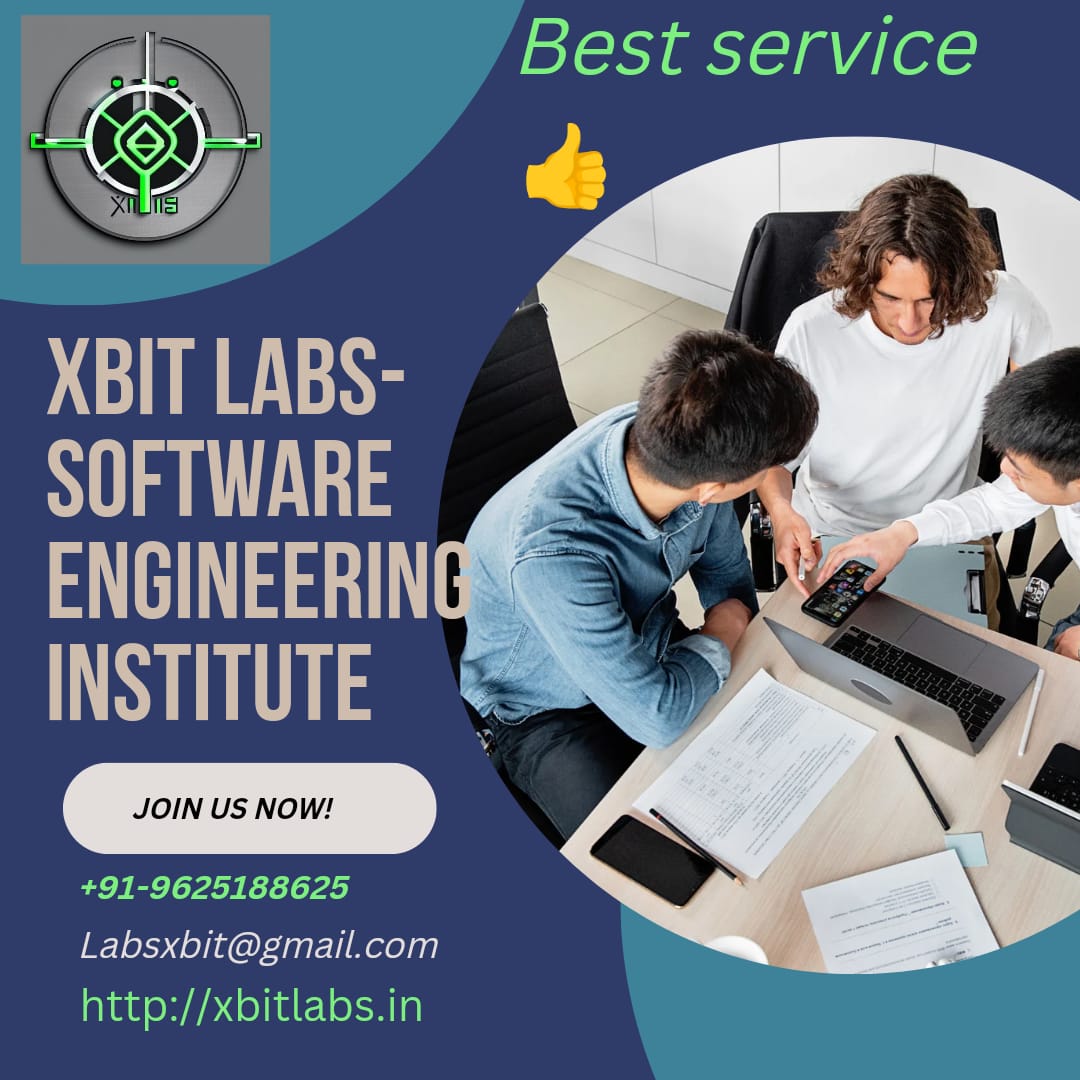 Best service
XBIT LABS-
SOFTWARE
ENGINEERING
INSTITUTE
JOIN US NOW!
+91-9625188625
Labsxbit@gmail.com
http://xbitlabs.in